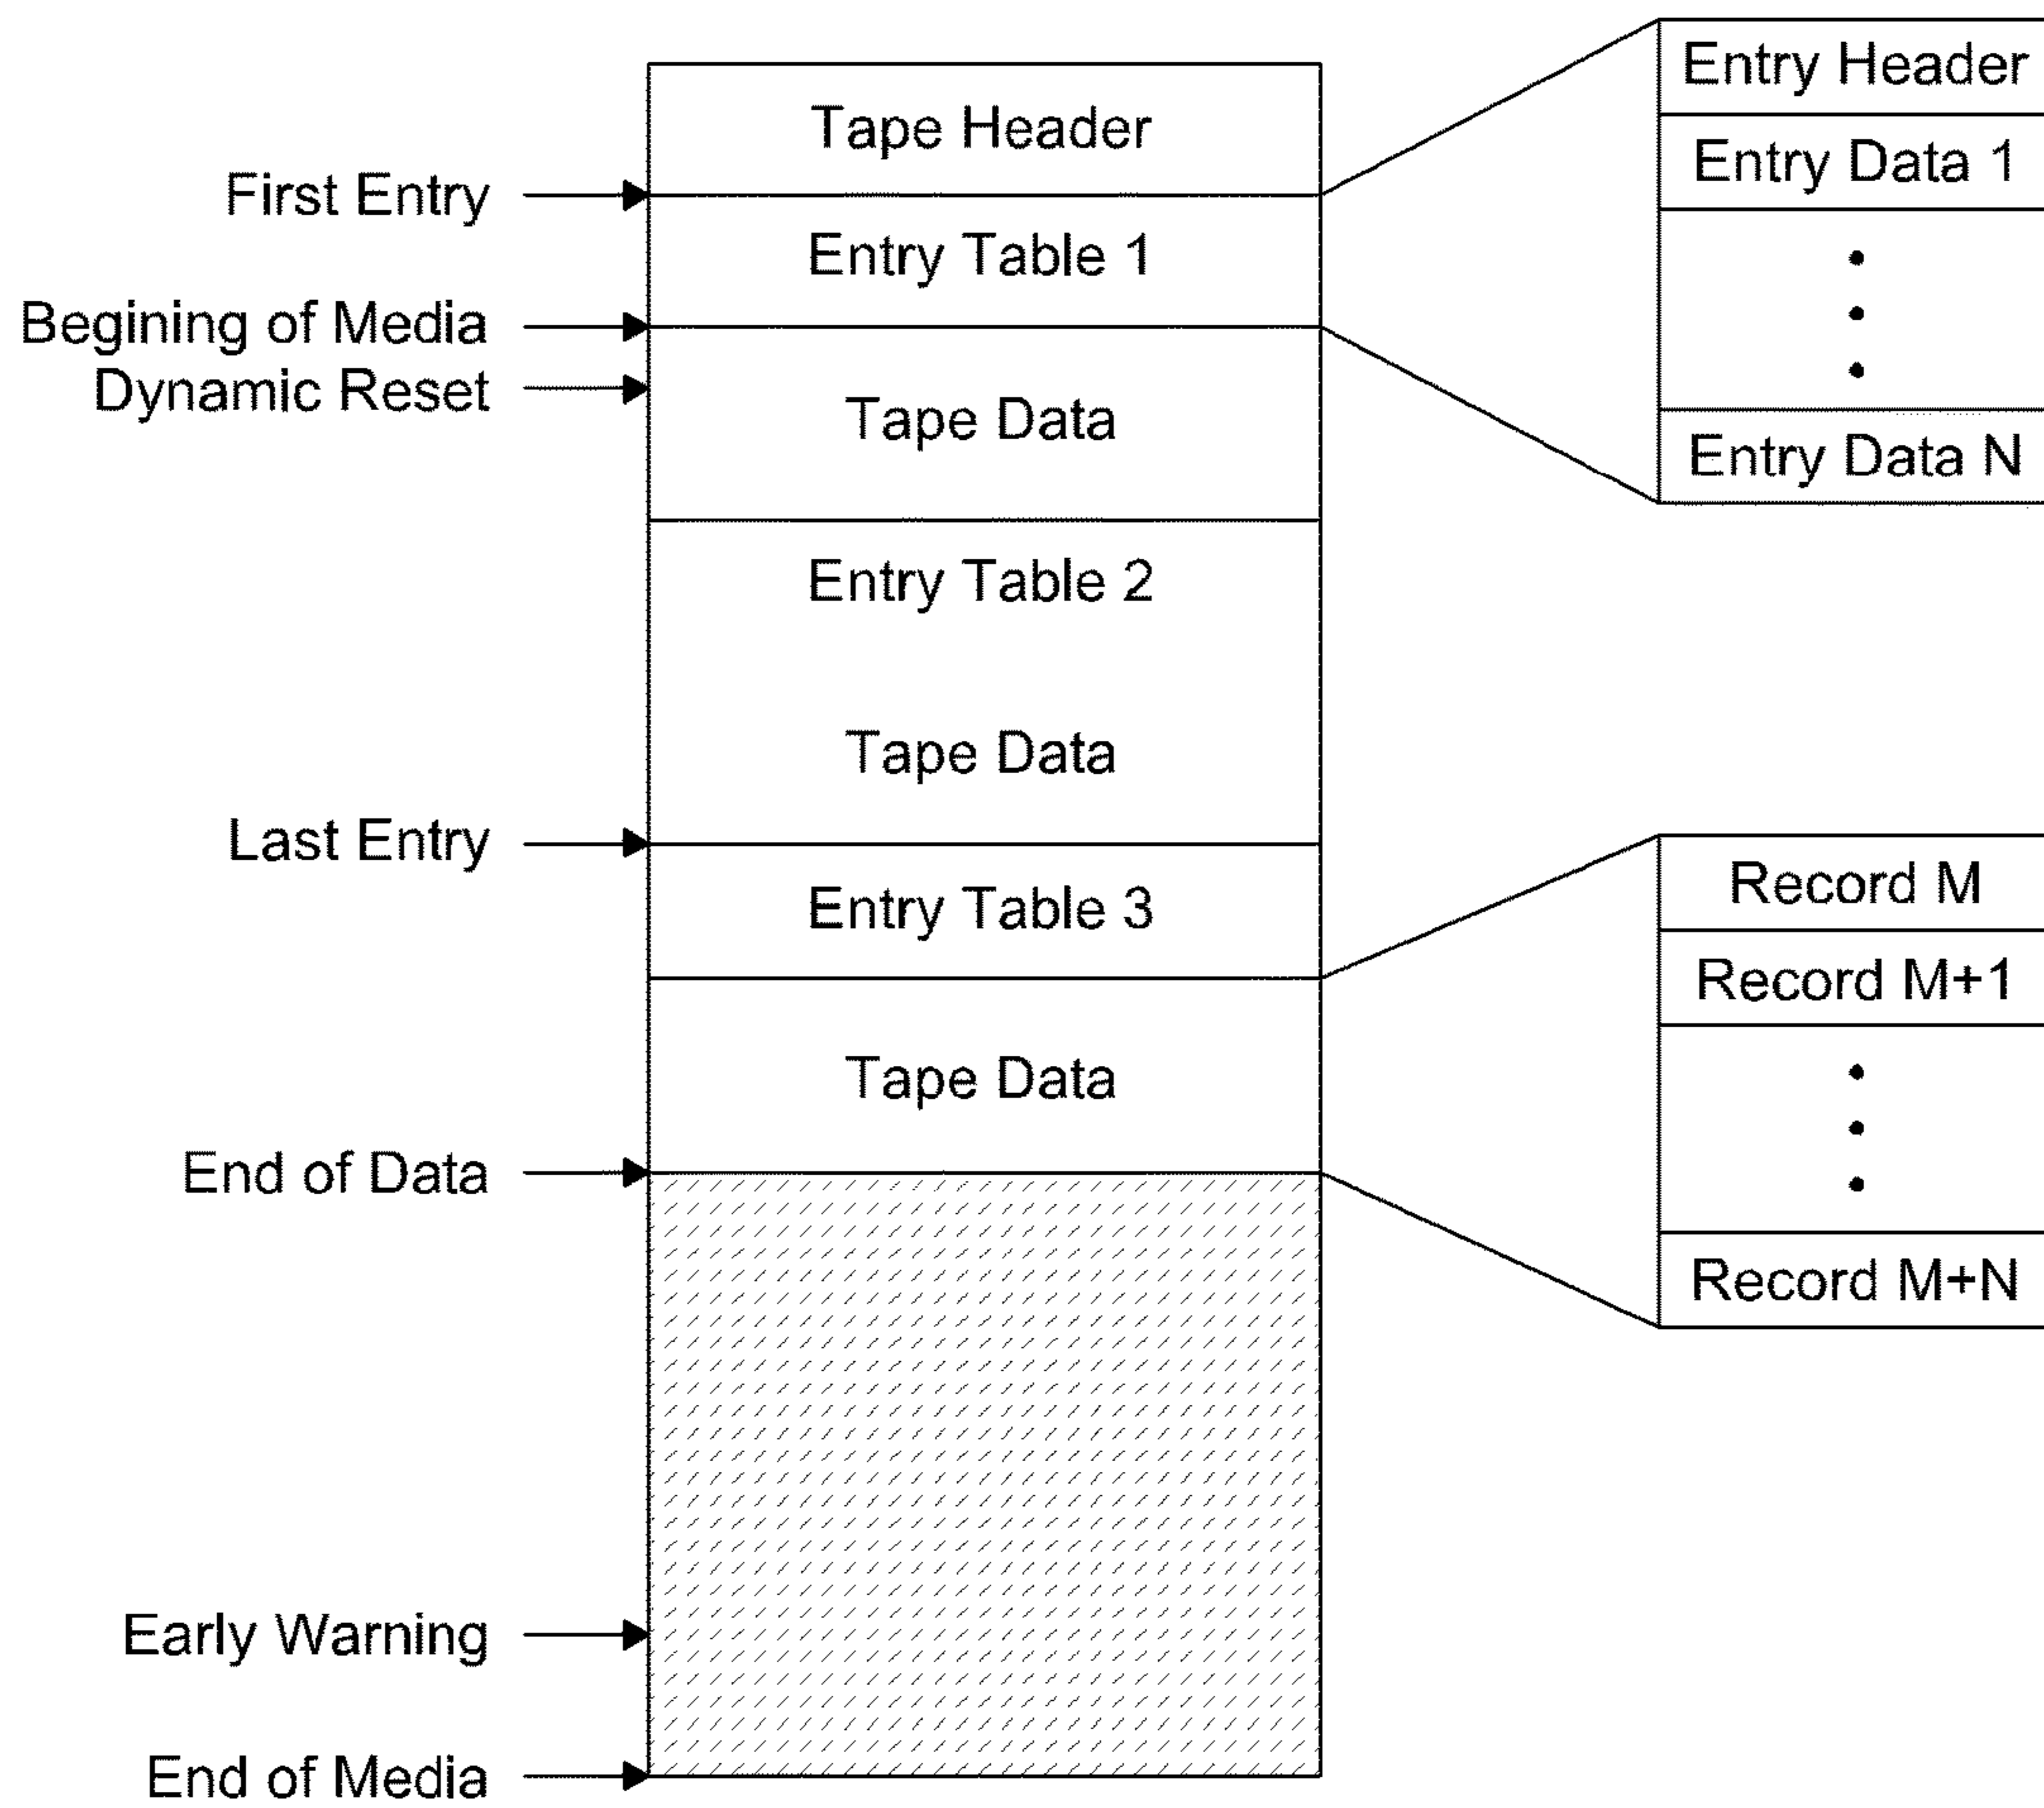 Tape Header
First Entry
Entry Table 1
Begining of Media
Dynamic Reset
Tape Data
Entry Table 2
Tape Data
Last Entry
Entry Table 3
Tape Data
End of Data
Early Warning
End of Media
Entry Header
Entry Data 1
Entry Data N
Record M
Record M+1
Record M+N